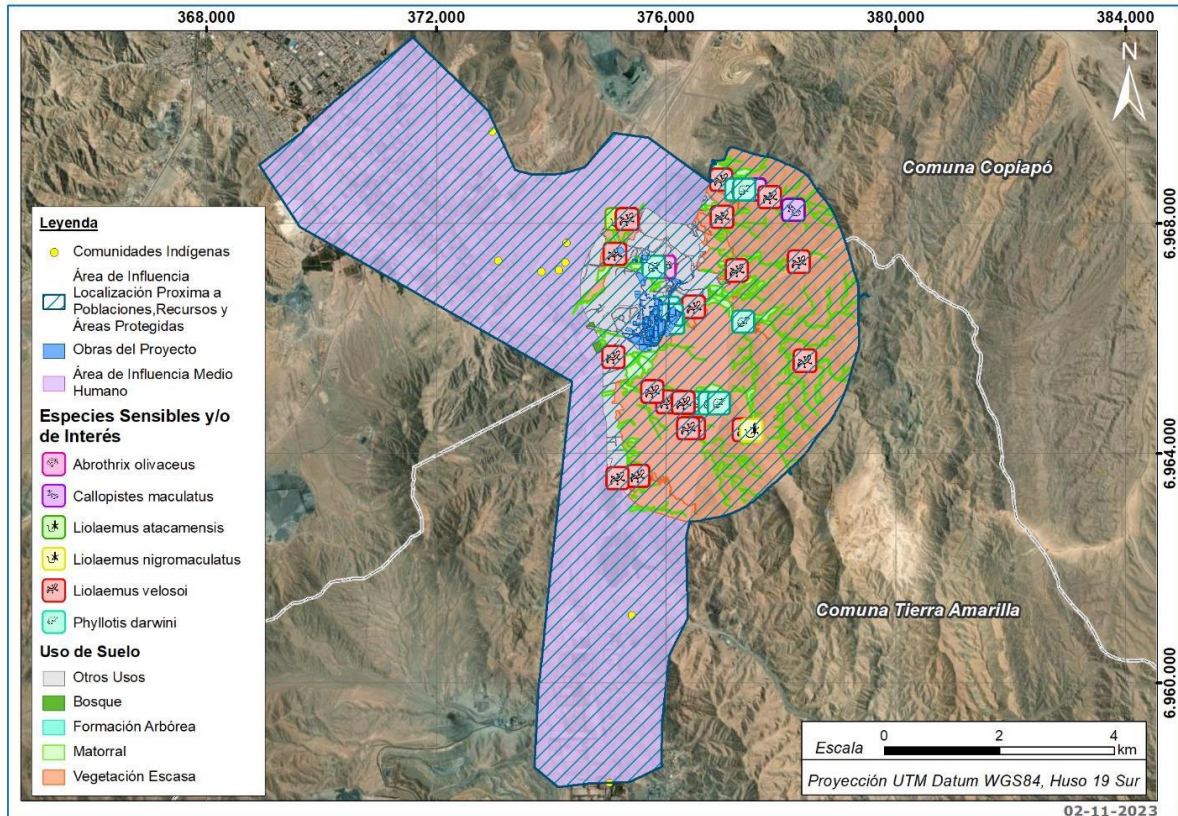 368.000 372.000 376.000 380.000 384.000
N
Comuna Copiapó
6.968.000
6.964.000
Comuna Tierra Amarilla
6.960.000
Leyenda
Comunidades Indígenas
Área de Influencia
Localización Proxima a
Poblaciones,Recursos y
Áreas Protegidas
Obras del Proyecto
Área de Influencia Medio
Humano
Especies Sensibles y/o
de Interés
Abrothrix olivaceus
Callopistes maculatus
Liolaemus atacamensis
Liolaemus nigromaculatus
Liolaemus velosoi
Phyllotis darwini
Uso de Suelo
Otros Usos
Bosque
Formación Arbórea
Matorral
Vegetación Escasa
0 2 4
Escala km
Proyección UTM Datum WGS84, Huso 19 Sur
02-11-2023